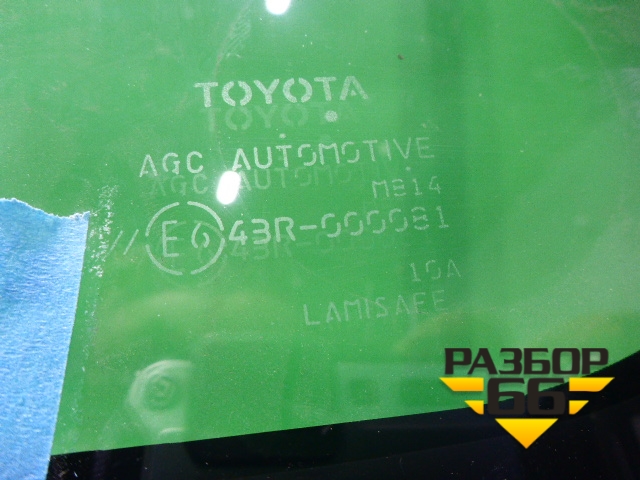 TOYOTA
AGC AUTOMOTIVE
M814
// E6 43R-000081
10A
LAMISAFE
РАЗБОР
66